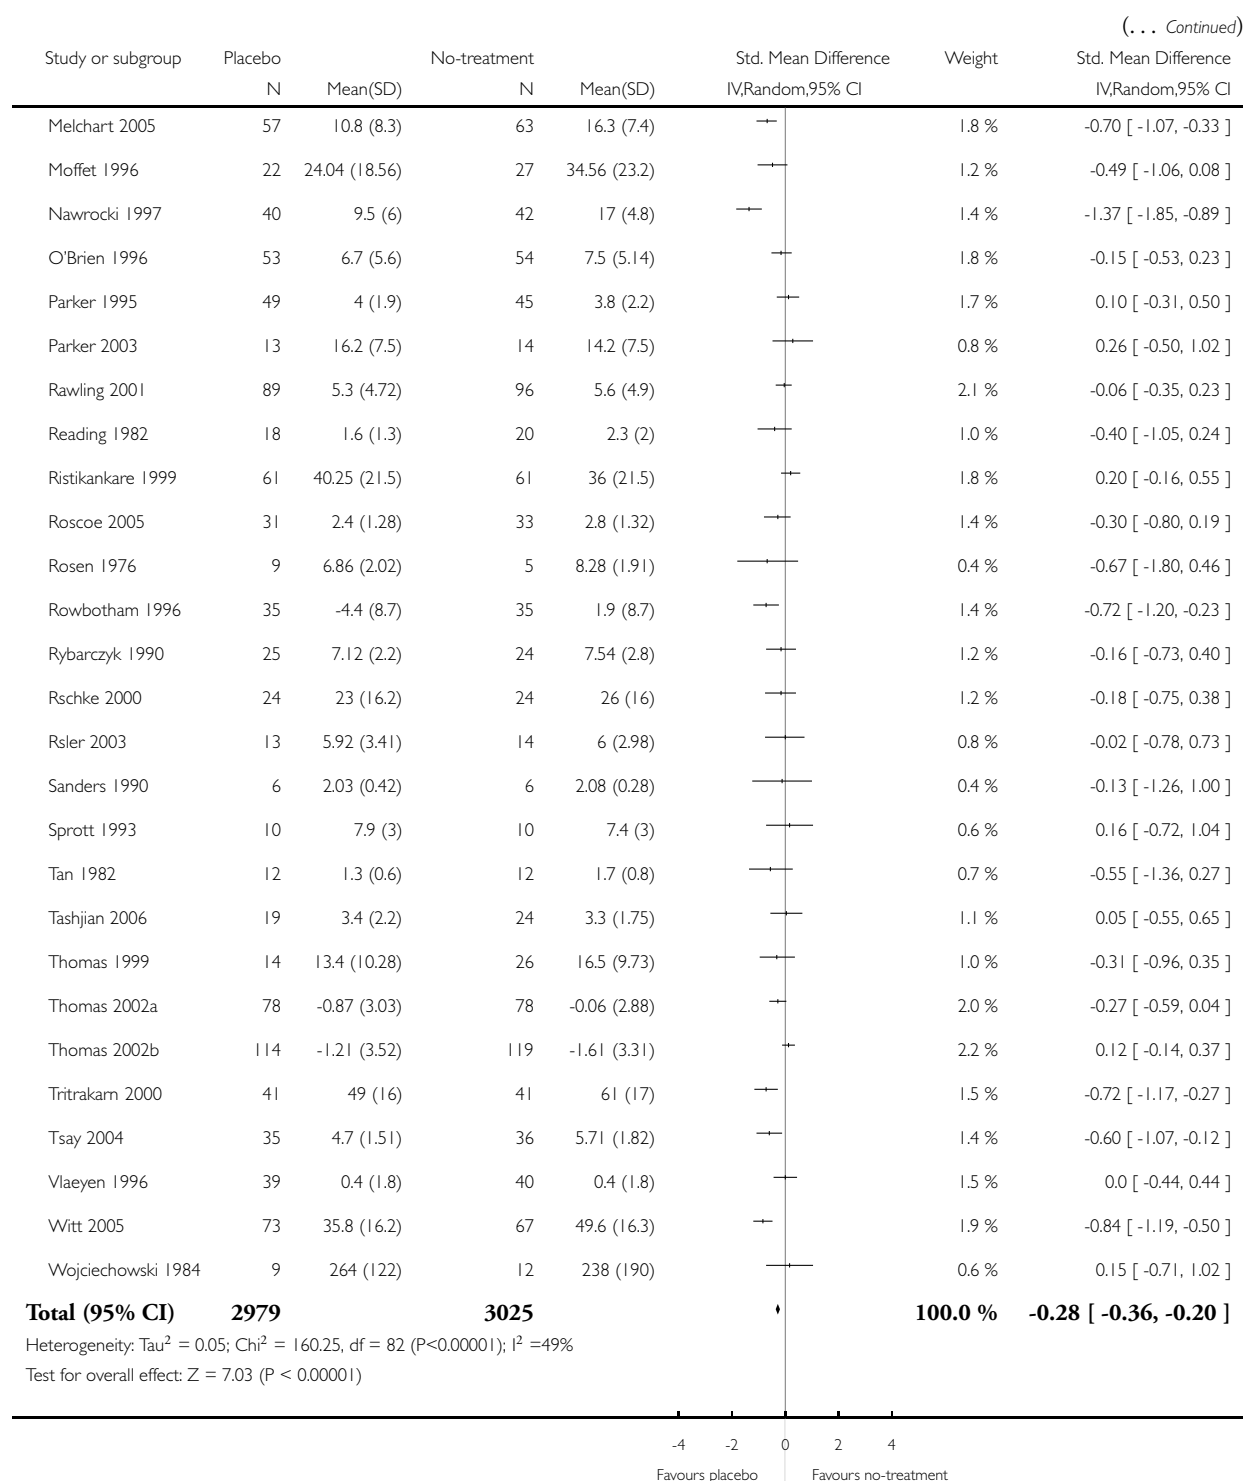 (... Continued)
Study or subgroup Placebo No-treatment Std. Mean Difference Weight Std. Mean Difference
N Mean(SD) N Mean(SD) IV,Random,95% CI IV,Random,95% CI
Melchart 2005 57 10.8 (8.3) 63 16.3 (7.4) 1.8 % -0.70 [ -1.07, -0.33 ]
Moffet 1996 22 24.04 (18.56) 27 34.56 (23.2) 1.2 % -0.49 [ -1.06, 0.08 ]
Nawrocki 1997 40 9.5 (6) 42 17 (4.8) 1.4 % -1.37 [ -1.85, -0.89 ]
O'Brien 1996 53 6.7 (5.6) 54 7.5 (5.14) 1.8 % -0.15 [ -0.53, 0.23 ]
Parker 1995 49 4 (1.9) 45 3.8 (2.2) 1.7 % 0.10 [ -0.31, 0.50 ]
Parker 2003 13 16.2 (7.5) 14 14.2 (7.5) 0.8 % 0.26 [ -0.50, 1.02 ]
Rawling 2001 89 5.3 (4.72) 96 5.6 (4.9) 2.1 % -0.06 [ -0.35, 0.23 ]
Reading 1982 18 1.6 (1.3) 20 2.3 (2) 1.0 % -0.40 [ -1.05, 0.24 ]
Ristikankare 1999 61 40.25 (21.5) 61 36 (21.5) 1.8 % 0.20 [ -0.16, 0.55 ]
Roscoe 2005 31 2.4 (1.28) 33 2.8 (1.32) 1.4 % -0.30 [ -0.80, 0.19 ]
Rosen 1976 9 6.86 (2.02) 5 8.28 (1.91) 0.4 % -0.67 [ -1.80, 0.46 ]
Rowbotham 1996 35 -4.4 (8.7) 35 1.9 (8.7) 1.4 % -0.72 [ -1.20, -0.23 ]
Rybarczyk 1990 25 7.12 (2.2) 24 7.54 (2.8) 1.2 % -0.16 [ -0.73, 0.40 ]
Rschke 2000 24 23 (16.2) 24 26 (16) 1.2 % -0.18 [ -0.75, 0.38 ]
Rsler 2003 13 5.92 (3.41) 14 6 (2.98) 0.8 % -0.02 [ -0.78, 0.73 ]
Sanders 1990 6 2.03 (0.42) 6 2.08 (0.28) 0.4 % -0.13 [ -1.26, 1.00 ]
Sprott 1993 10 7.9 (3) 10 7.4 (3) 0.6 % 0.16 [ -0.72, 1.04 ]
Tan 1982 12 1.3 (0.6) 12 1.7 (0.8) 0.7 % -0.55 [ -1.36, 0.27 ]
Tashjian 2006 19 3.4 (2.2) 24 3.3 (1.75) 1.1 % 0.05 [ -0.55, 0.65 ]
Thomas 1999 14 13.4 (10.28) 26 16.5 (9.73) 1.0 % -0.31 [ -0.96, 0.35 ]
Thomas 2002a 78 -0.87 (3.03) 78 -0.06 (2.88) 2.0 % -0.27 [ -0.59, 0.04 ]
Thomas 2002b 114 -1.21 (3.52) 119 -1.61 (3.31) 2.2 % 0.12 [ -0.14, 0.37 ]
Tritrakarn 2000 41 49 (16) 41 61 (17) 1.5 % -0.72 [ -1.17, -0.27 ]
Tsay 2004 35 4.7 (1.51) 36 5.71 (1.82) 1.4 % -0.60 [ -1.07, -0.12 ]
Vlaeyen 1996 39 0.4 (1.8) 40 0.4 (1.8) 1.5 % 0.0 [ -0.44, 0.44 ]
Witt 2005 73 35.8 (16.2) 67 49.6 (16.3) 1.9 % -0.84 [ -1.19, -0.50 ]
Wojciechowski 1984 9 264 (122) 12 238 (190) 0.6 % 0.15 [ -0.71, 1.02 ]
Total (95% CI) 2979 3025 100.0 % -0.28 [ -0.36, -0.20 ]
Heterogeneity: Tau² = 0.05; Chi² = 160.25, df = 82 (P<0.00001); I² =49%
Test for overall effect: Z = 7.03 (P < 0.00001)
-4 -2 0 2 4
Favours placebo Favours no-treatment